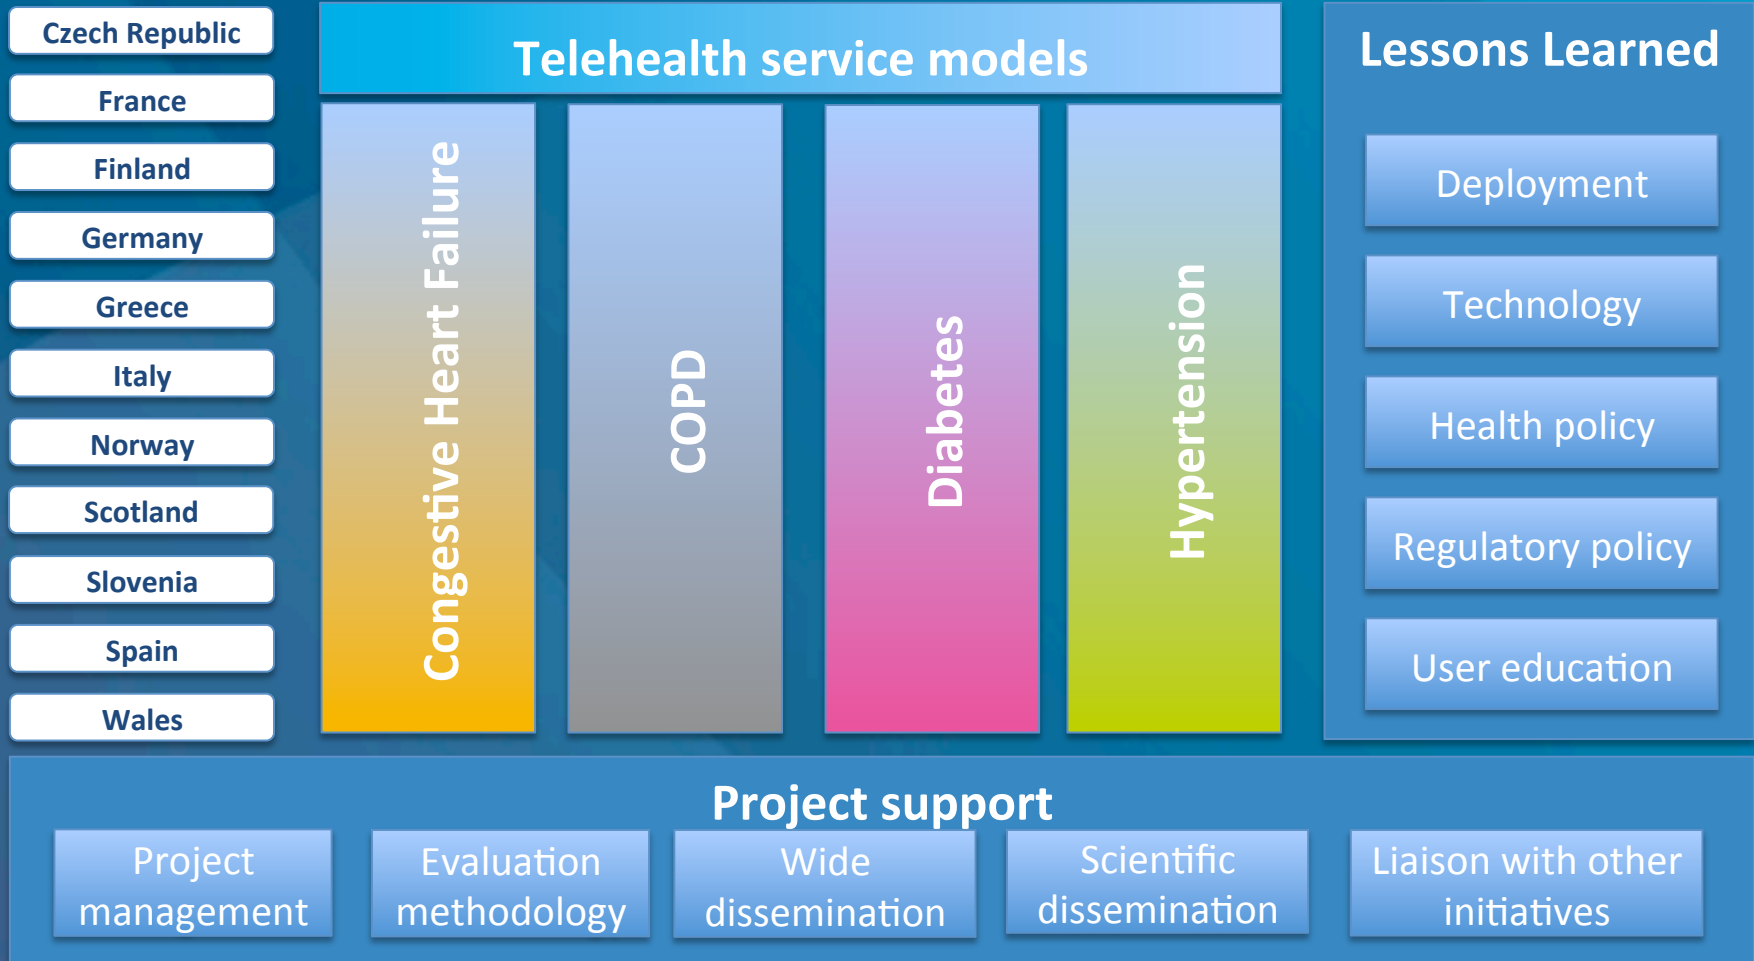 Czech Republic
France
Finland
Germany
Greece
Italy
Norway
Scotland
Slovenia
Spain
Wales
Telehealth service models
Congestive Heart Failure
COPD
Diabetes
Hypertension
Lessons Learned
Deployment
Technology
Health policy
Regulatory policy
User education
Project support
Project
management
Evaluation
methodology
Wide
dissemination
Scientific
dissemination
Liaison with other
initiatives